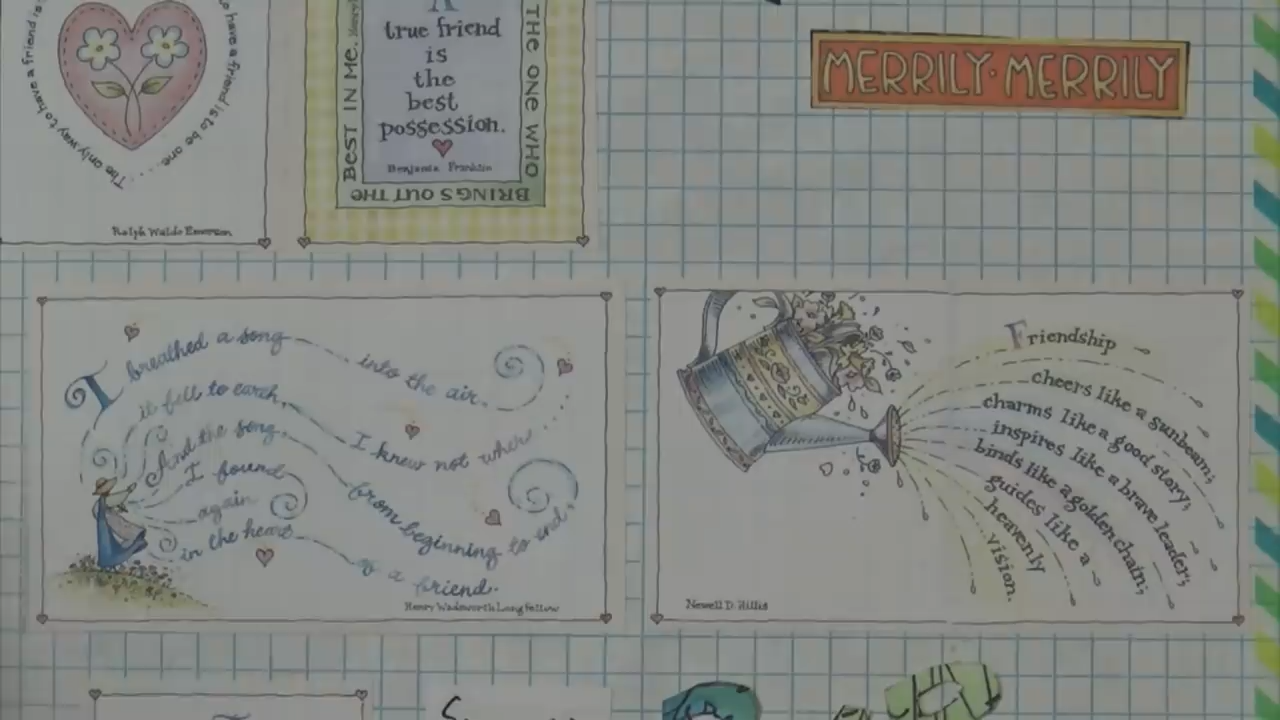 The only way to have a friend is
to have a friend is to be one...
Ralph Waldo Emerson
true friend
is
the
best
possession.
Benjamin Franklin
BEST IN ME.
THE ONE WHO
BRINGS OUT THE
MERRILY · MERRILY
I breathed a song into the air.
it fell to earth, I knew not where...
And the song, from beginning to end,
I found
again
in the heart of a friend.
Henry Wadsworth Longfellow
Friendship
cheers like a sunbeam;
charms like a good story;
inspires like a brave leader;
binds like a golden chain;
guides like a
heavenly
vision.
Newell D. Hillis